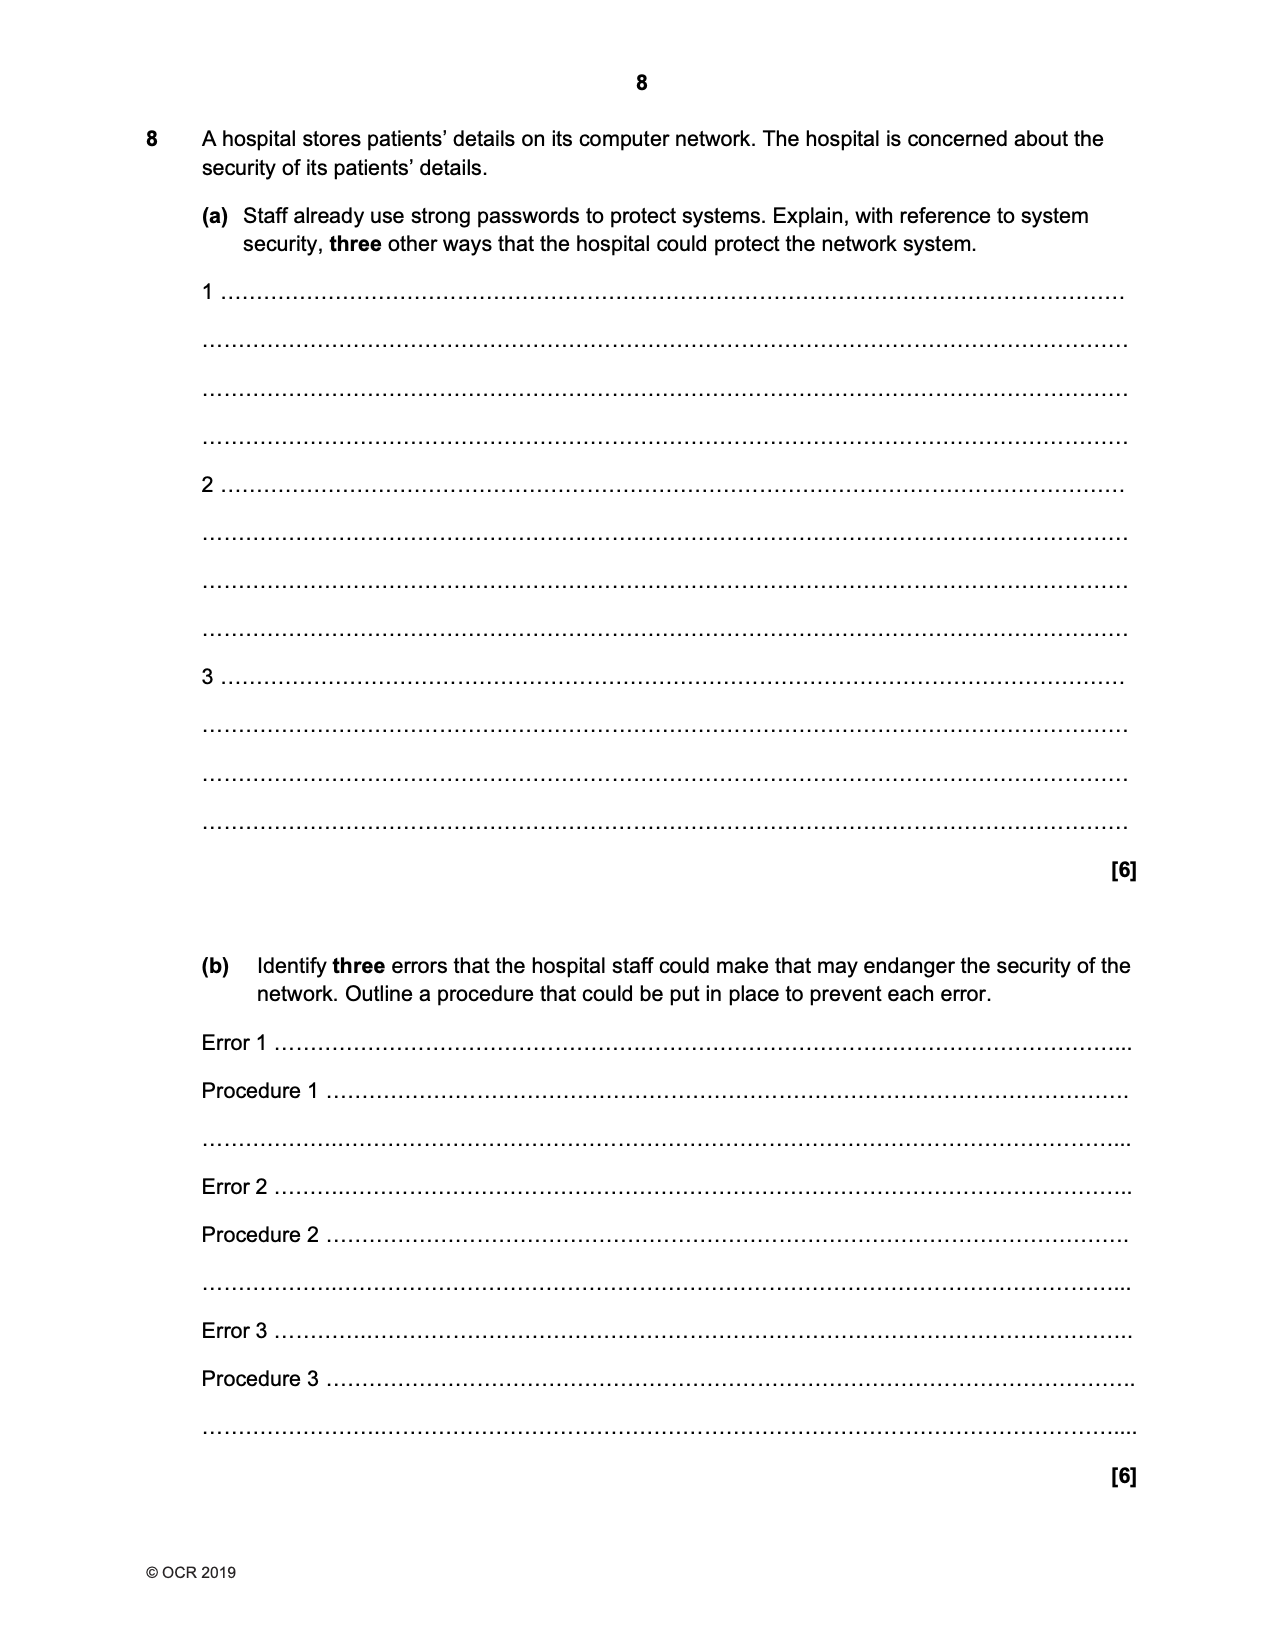 8
8 A hospital stores patients’ details on its computer network. The hospital is concerned about the
security of its patients’ details.
(a) Staff already use strong passwords to protect systems. Explain, with reference to system
security, three other ways that the hospital could protect the network system.
1 ……………………………………………………………………………………………………………
………………………………………………………………………………………………………………
………………………………………………………………………………………………………………
………………………………………………………………………………………………………………
2 ……………………………………………………………………………………………………………
………………………………………………………………………………………………………………
………………………………………………………………………………………………………………
………………………………………………………………………………………………………………
3 ……………………………………………………………………………………………………………
………………………………………………………………………………………………………………
………………………………………………………………………………………………………………
………………………………………………………………………………………………………………
[6]
(b) Identify three errors that the hospital staff could make that may endanger the security of the
network. Outline a procedure that could be put in place to prevent each error.
Error 1 ……………………………………………………………………………………………………...
Procedure 1 ……………………………………………………………………………………………….
………………..……………………………………………………………………………………………...
Error 2 ………..……………………………………………………………………………………………..
Procedure 2 ……………………………………………………………………………………………….
………………..……………………………………………………………………………………………...
Error 3 …………..…………………………………………………………………………………………..
Procedure 3 ………………………………………………………………………………………………..
…………………….…………………………………………………………………………………………....
[6]
© OCR 2019